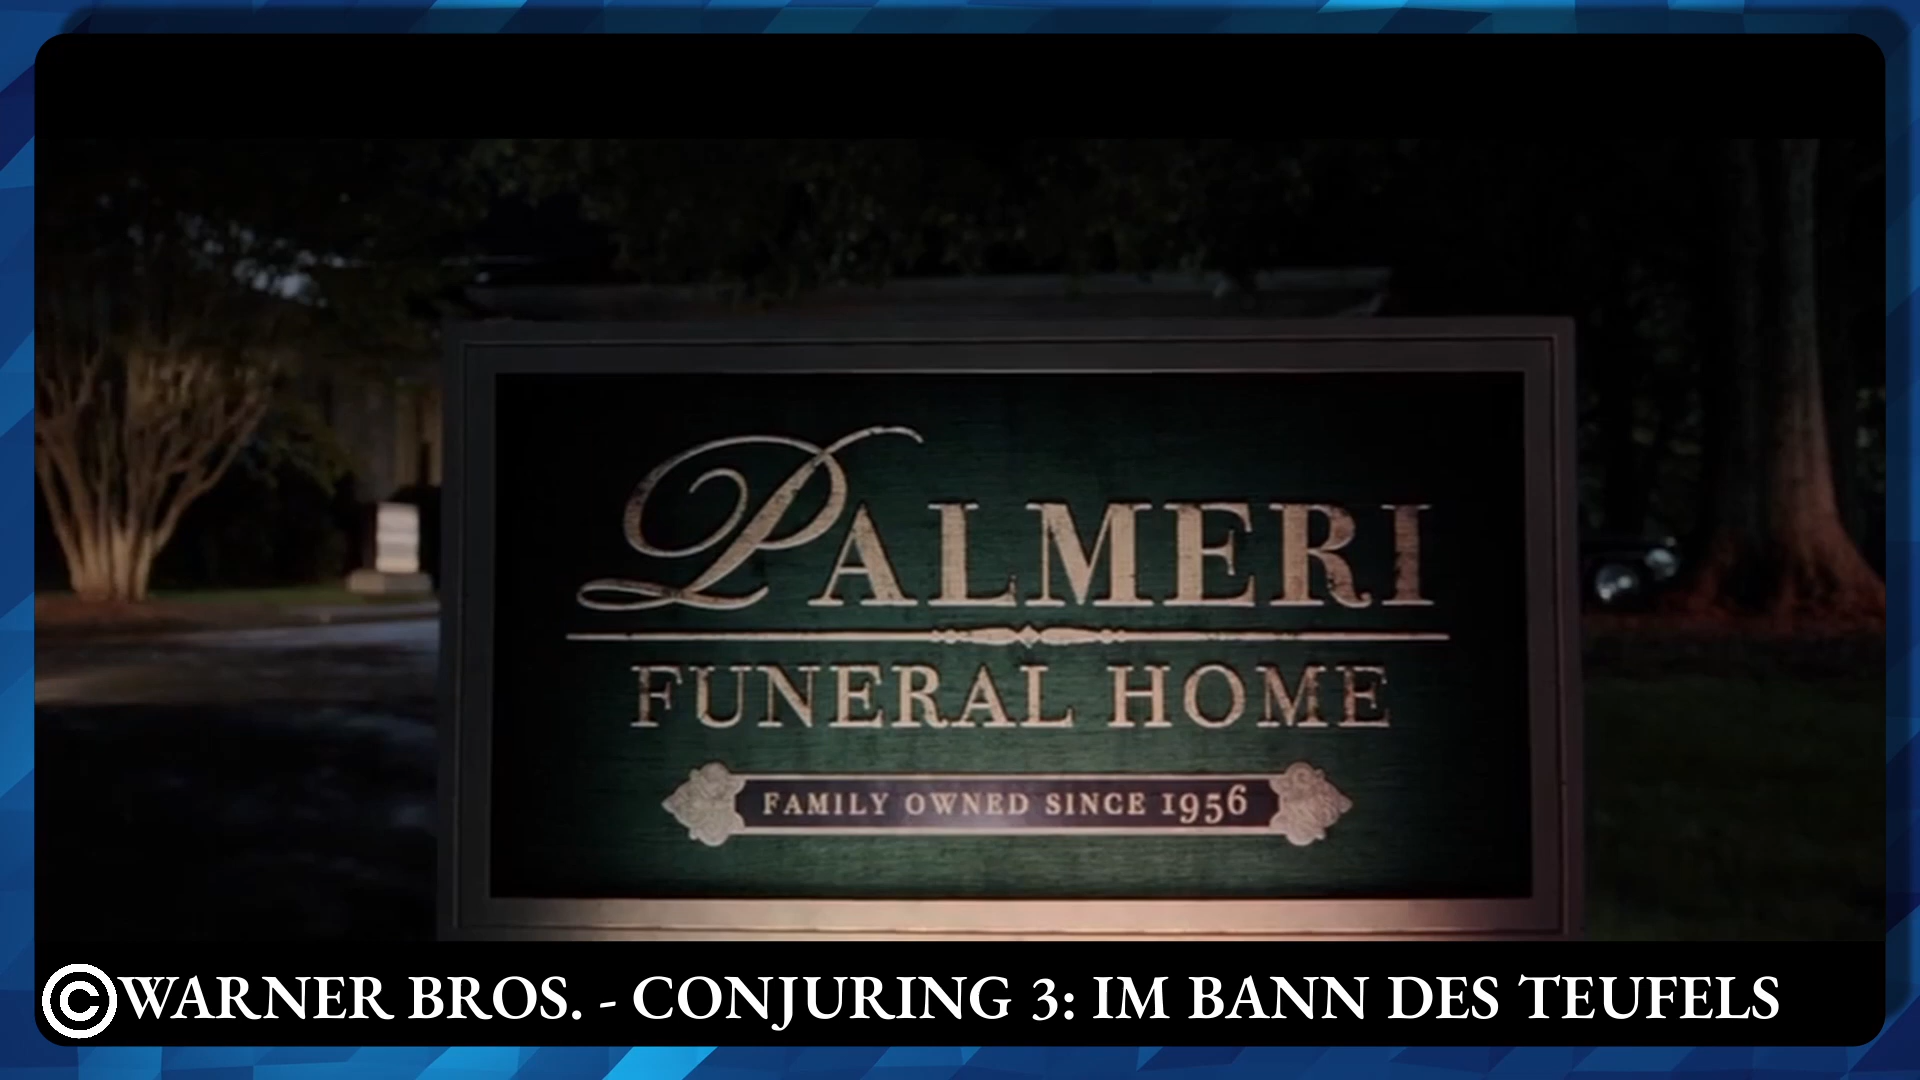 PALMERI
FUNERAL HOME
FAMILY OWNED SINCE 1956
©WARNER BROS. - CONJURING 3: IM BANN DES TEUFELS